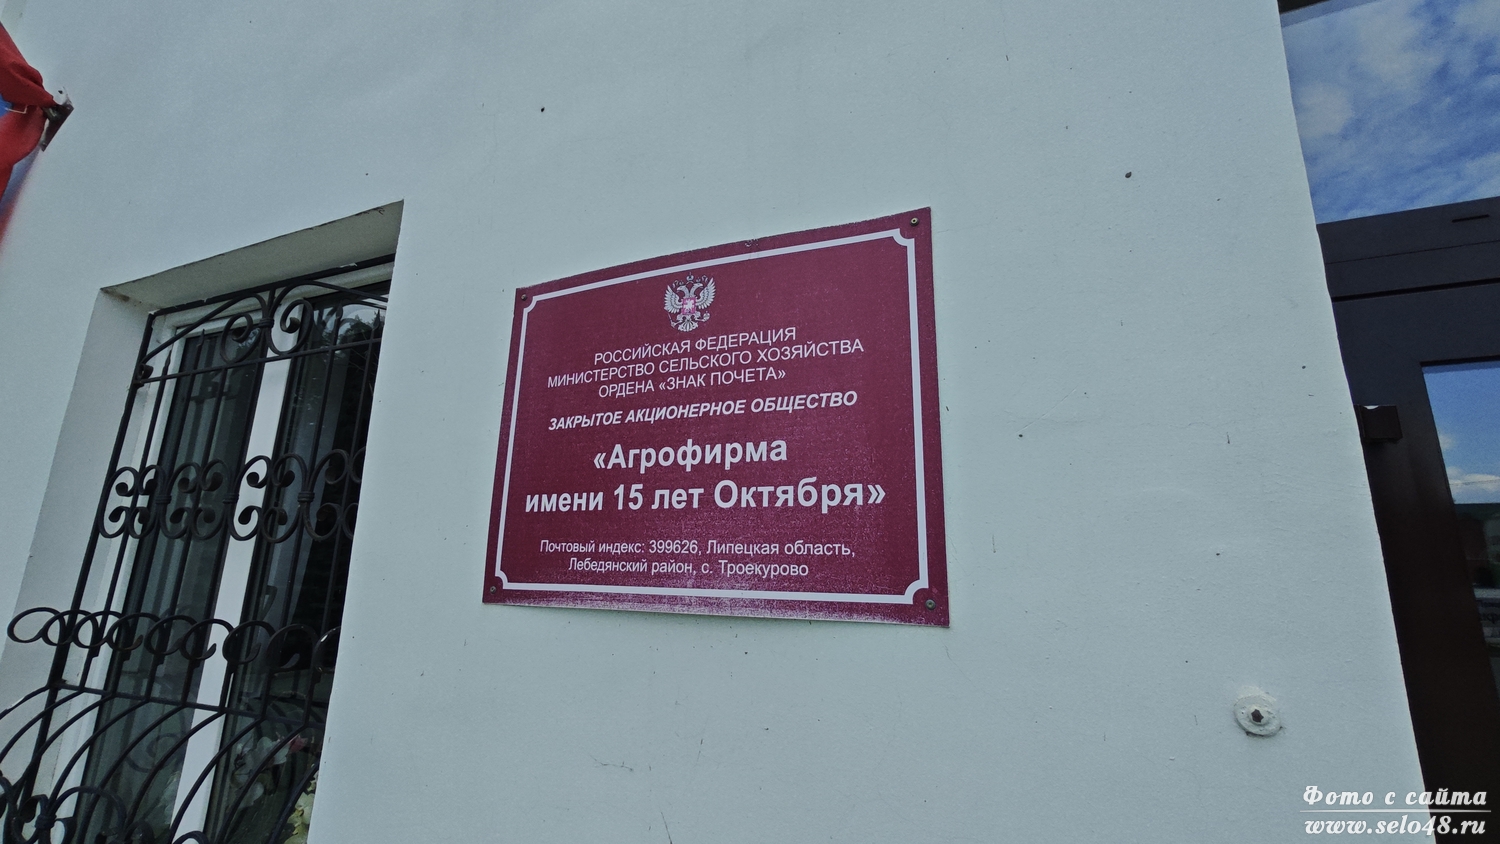 РОССИЙСКАЯ ФЕДЕРАЦИЯ
МИНИСТЕРСТВО СЕЛЬСКОГО ХОЗЯЙСТВА
ОРДЕНА «ЗНАК ПОЧЕТА»
ЗАКРЫТОЕ АКЦИОНЕРНОЕ ОБЩЕСТВО
«Агрофирма
имени 15 лет Октября»
Почтовый индекс: 399626, Липецкая область,
Лебедянский район, с. Троекурово
Фото с сайта
www.selo48.ru